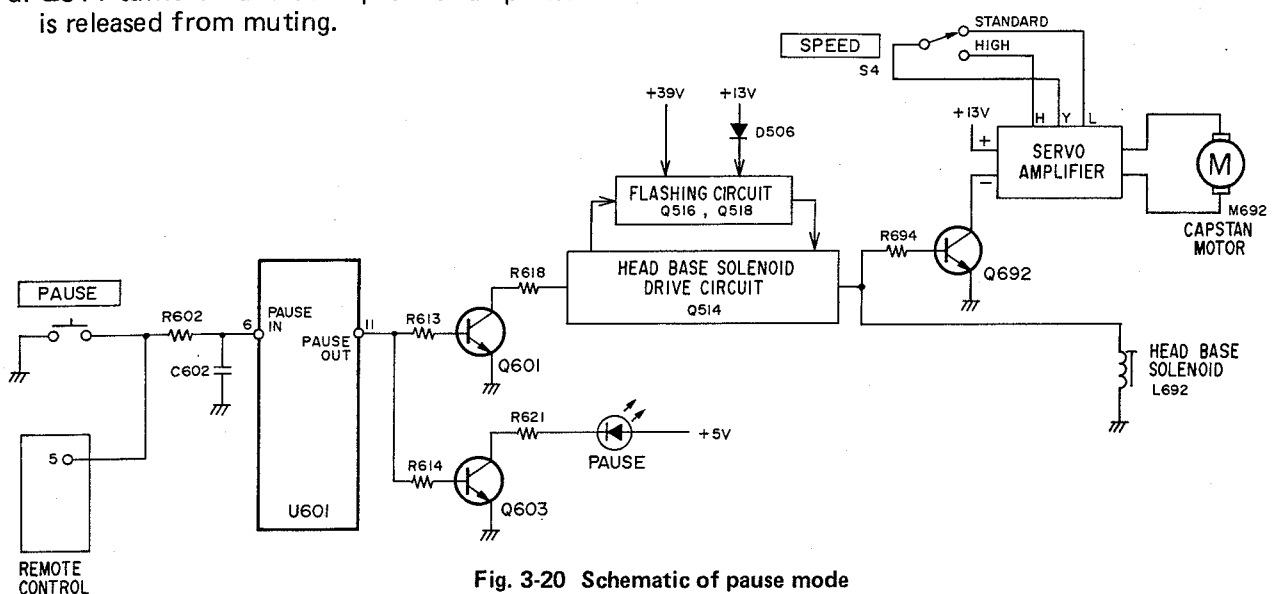 is released from muting.
STANDARD
SPEED
HIGH
S4
+39V
+13V
D506
+13V
H Y L
+
SERVO
AMPLIFIER
−
M
M692
CAPSTAN
MOTOR
FLASHING CIRCUIT
Q516 , Q518
R694
Q692
HEAD BASE SOLENOID
DRIVE CIRCUIT
Q514
R618
PAUSE
R602
6
PAUSE
IN
11
PAUSE
OUT
R613
Q601
C602
HEAD BASE
SOLENOID
L692
R621
+5V
PAUSE
5
R614
Q603
U601
REMOTE
CONTROL
Fig. 3-20 Schematic of pause mode